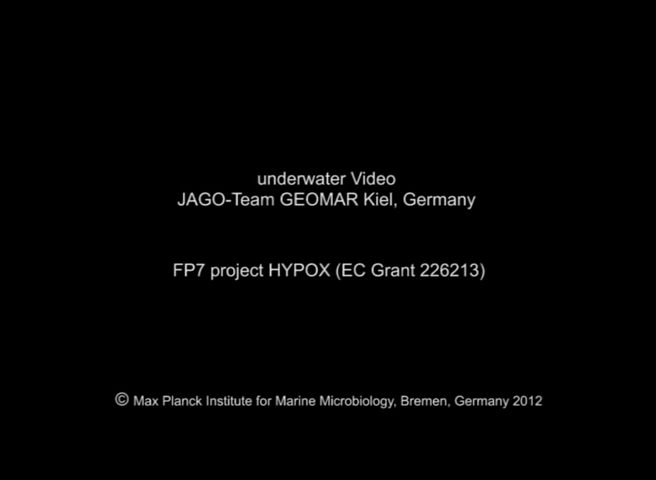 underwater Video
JAGO-Team GEOMAR Kiel, Germany
FP7 project HYPOX (EC Grant 226213)
© Max Planck Institute for Marine Microbiology, Bremen, Germany 2012